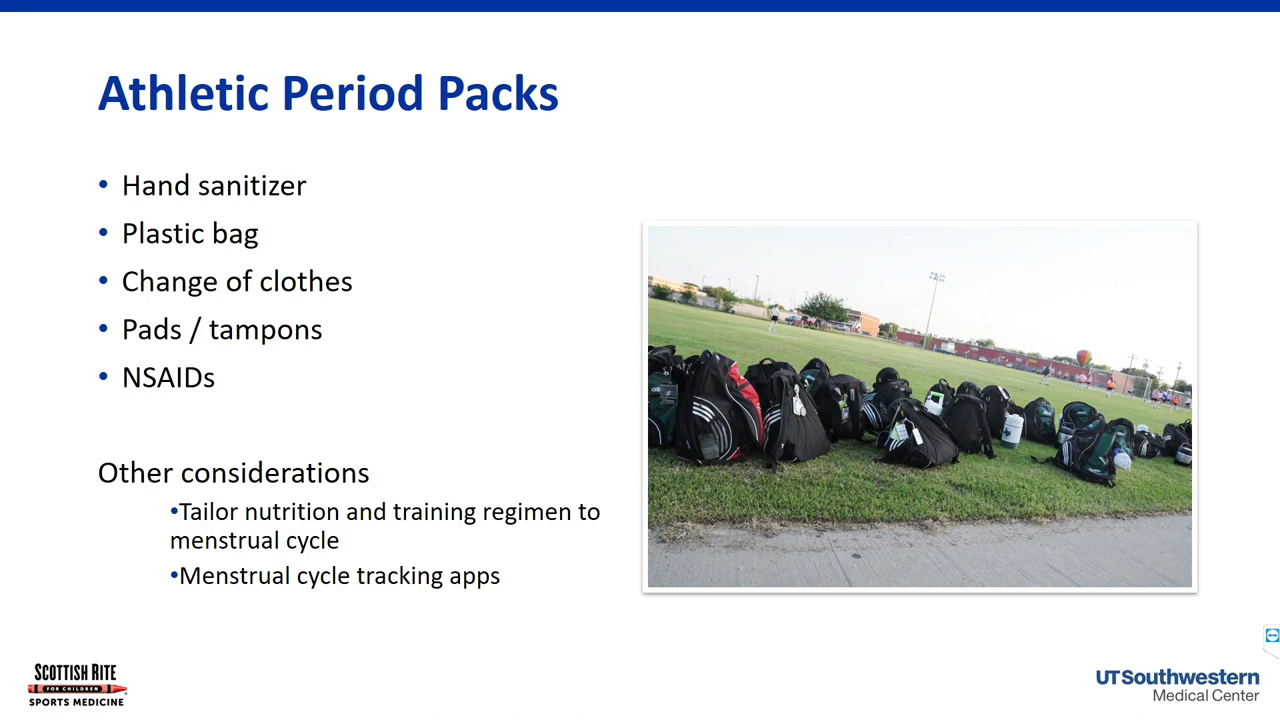 Athletic Period Packs
• Hand sanitizer
• Plastic bag
• Change of clothes
• Pads / tampons
• NSAIDs
Other considerations
•Tailor nutrition and training regimen to
menstrual cycle
•Menstrual cycle tracking apps
SCOTTISH RITE
FOR CHILDREN
SPORTS MEDICINE
UTSouthwestern
Medical Center